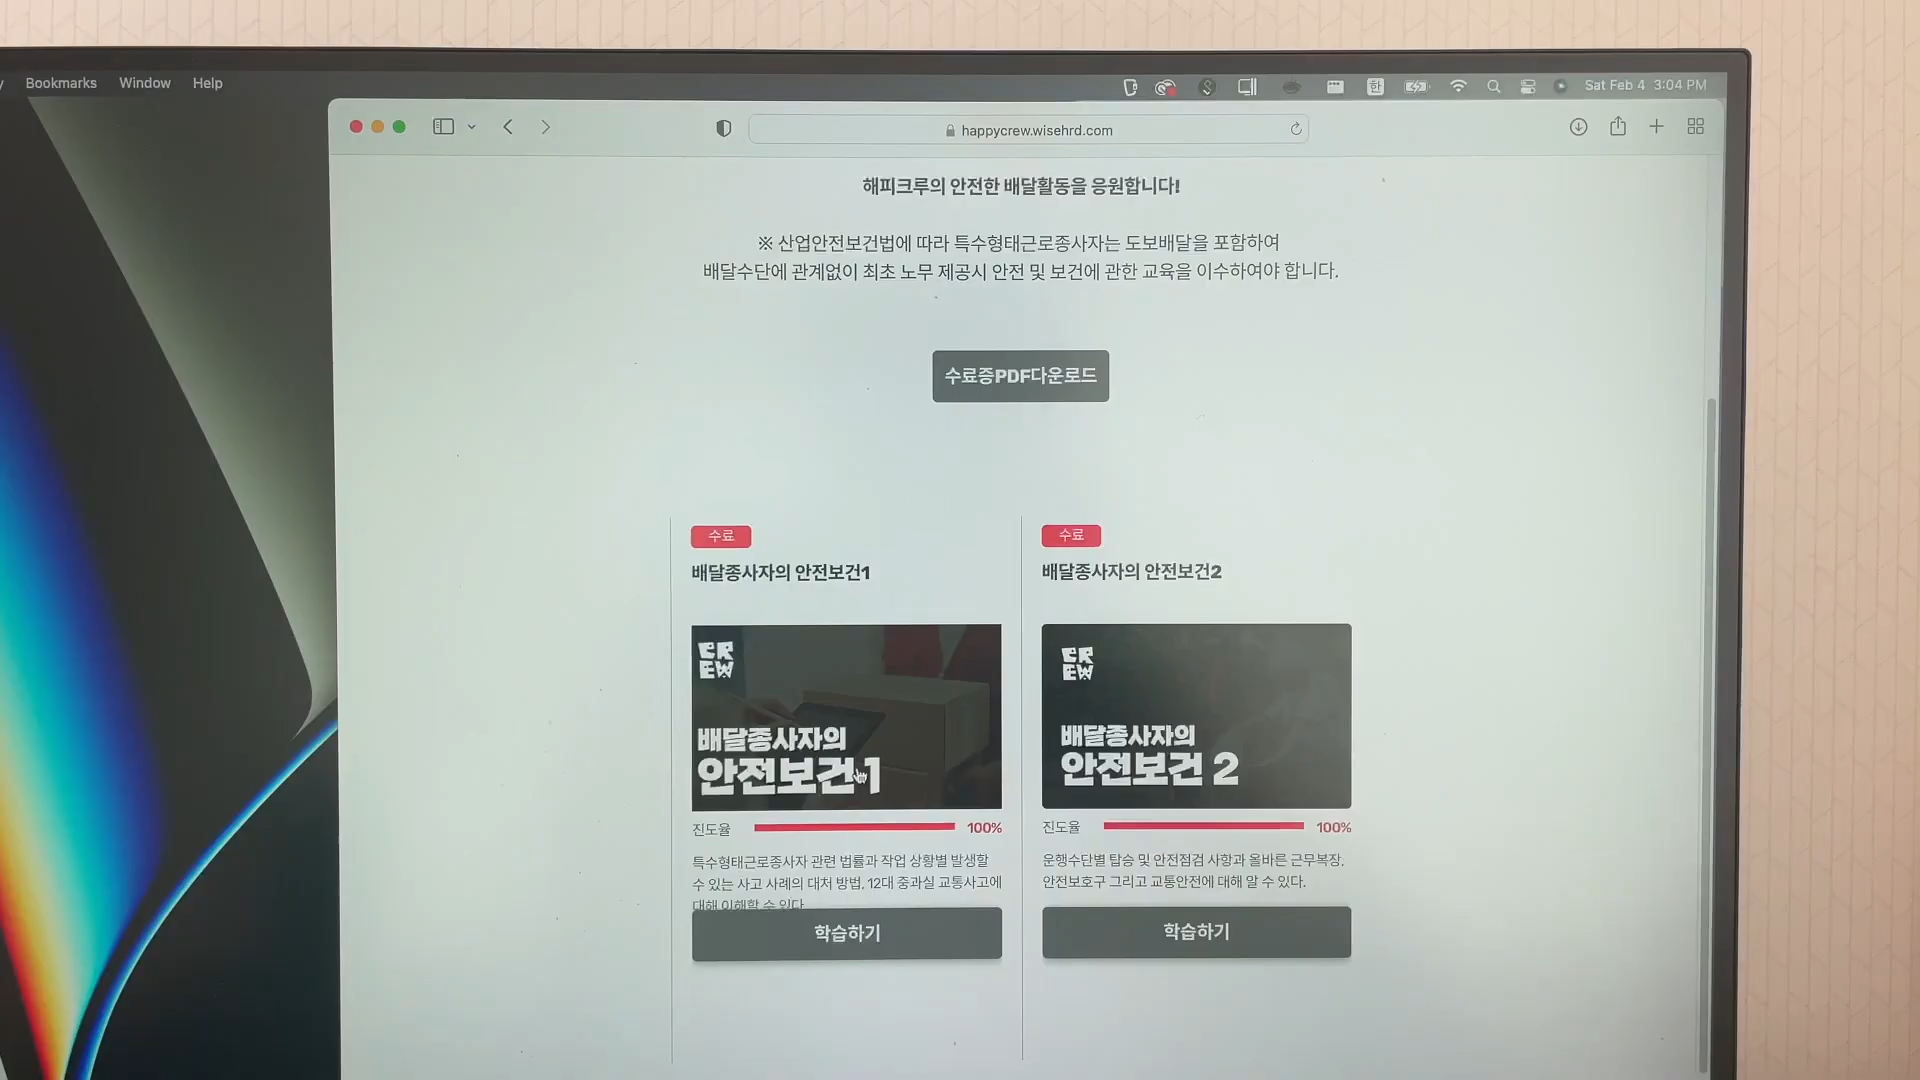 Bookmarks Window Help
한 Sat Feb 4 3:04 PM
happycrew.wisehrd.com
해피크루의 안전한 배달활동을 응원합니다!
※ 산업안전보건법에 따라 특수형태근로종사자는 도보배달을 포함하여
배달수단에 관계없이 최초 노무 제공시 안전 및 보건에 관한 교육을 이수하여야 합니다.
수료증PDF다운로드
수료
배달종사자의 안전보건1
CREW
배달종사자의
안전보건1
진도율 100%
특수형태근로종사자 관련 법률과 작업 상황별 발생할
수 있는 사고 사례의 대처 방법, 12대 중과실 교통사고에
대해 이해할 수 있다
학습하기
수료
배달종사자의 안전보건2
CREW
배달종사자의
안전보건 2
진도율 100%
운행수단별 탑승 및 안전점검 사항과 올바른 근무복장,
안전보호구 그리고 교통안전에 대해 알 수 있다.
학습하기